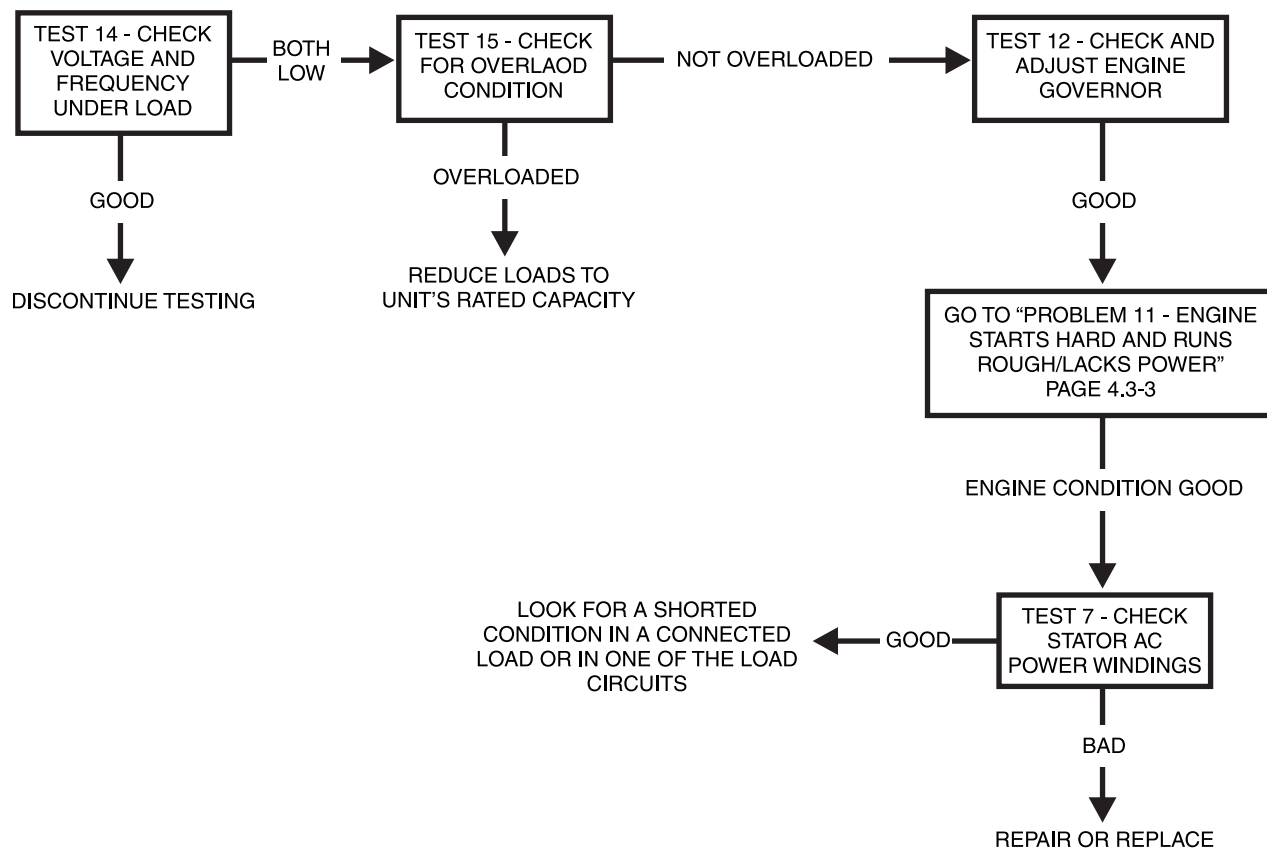 TEST 14 - CHECK
VOLTAGE AND
FREQUENCY
UNDER LOAD
BOTH
LOW
TEST 15 - CHECK
FOR OVERLAOD
CONDITION
NOT OVERLOADED
TEST 12 - CHECK AND
ADJUST ENGINE
GOVERNOR
GOOD
DISCONTINUE TESTING
OVERLOADED
REDUCE LOADS TO
UNIT'S RATED CAPACITY
GOOD
GO TO “PROBLEM 11 - ENGINE
STARTS HARD AND RUNS
ROUGH/LACKS POWER”
PAGE 4.3-3
ENGINE CONDITION GOOD
TEST 7 - CHECK
STATOR AC
POWER WINDINGS
GOOD
LOOK FOR A SHORTED
CONDITION IN A CONNECTED
LOAD OR IN ONE OF THE LOAD
CIRCUITS
BAD
REPAIR OR REPLACE